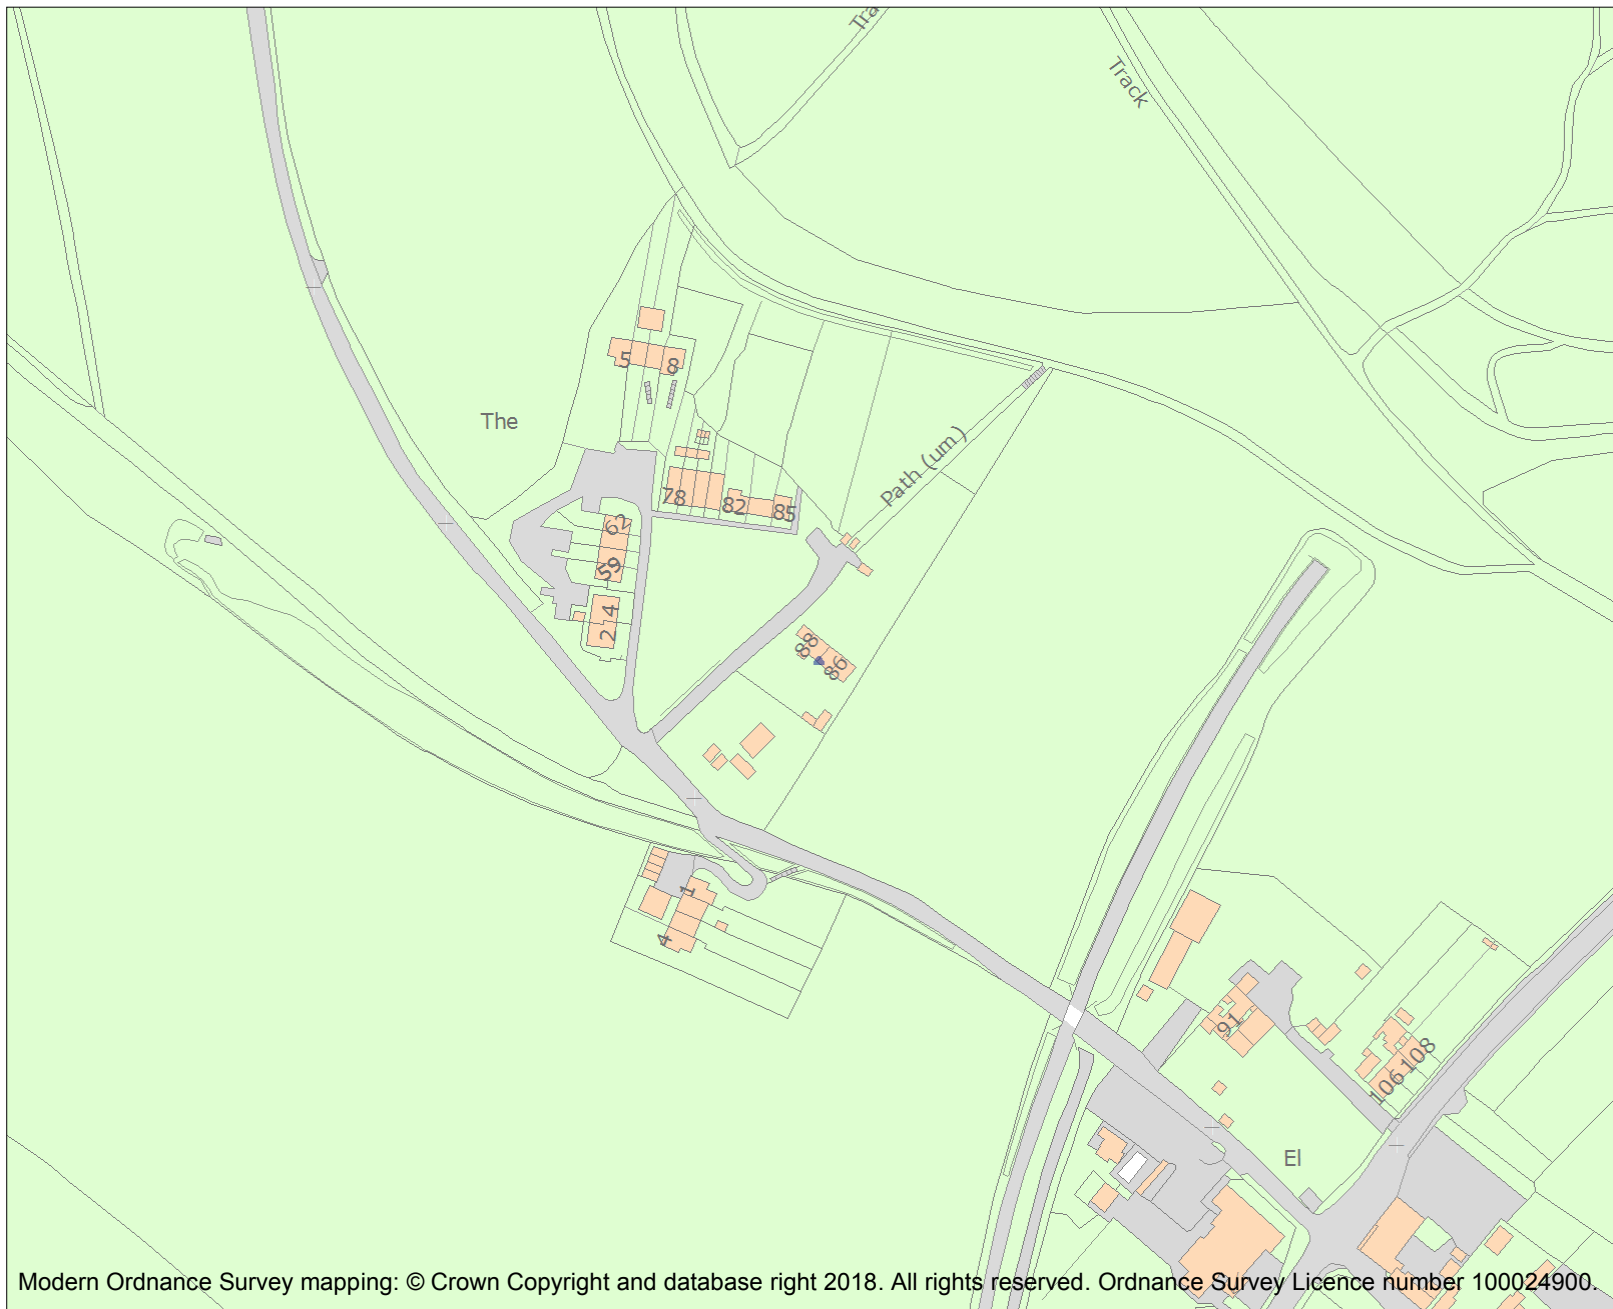 Tra
Track
The
5
8
Path (um)
78
82
85
62
59
4
2
88
86
1
4
91
108
106
El
Modern Ordnance Survey mapping: © Crown Copyright and database right 2018. All rights reserved. Ordnance Survey Licence number 100024900.